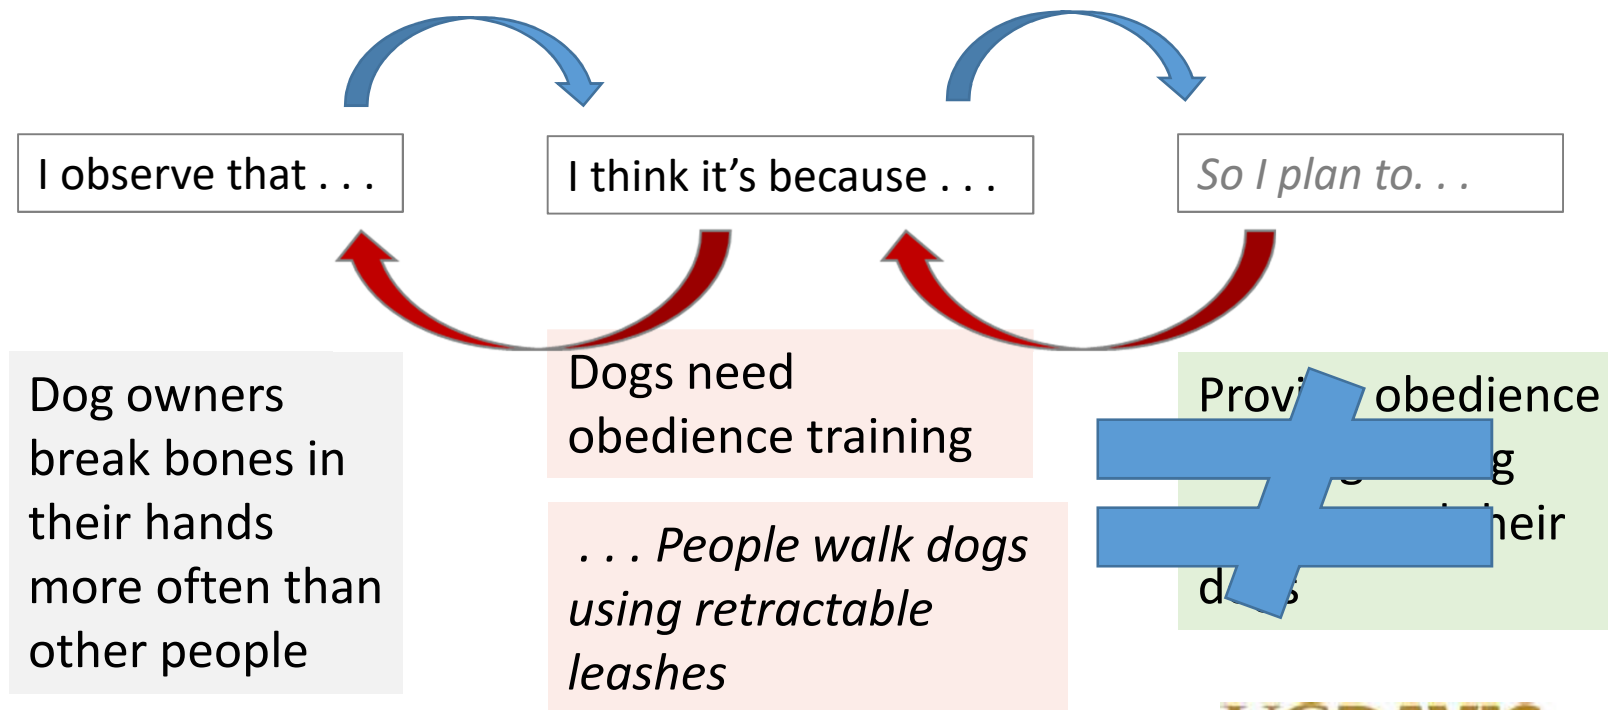 I observe that . . .
I think it's because . . .
So I plan to. . .
Dog owners
break bones in
their hands
more often than
other people
Dogs need
obedience training
. . . People walk dogs
using retractable
leashes
obedience